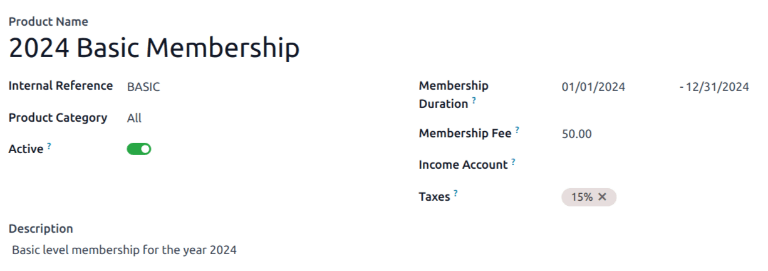 Product Name
2024 Basic Membership
Internal Reference BASIC
Product Category All
Active ?
Membership Duration ? 01/01/2024 - 12/31/2024
Membership Fee ? 50.00
Income Account ?
Taxes ? 15% ×
Description
Basic level membership for the year 2024